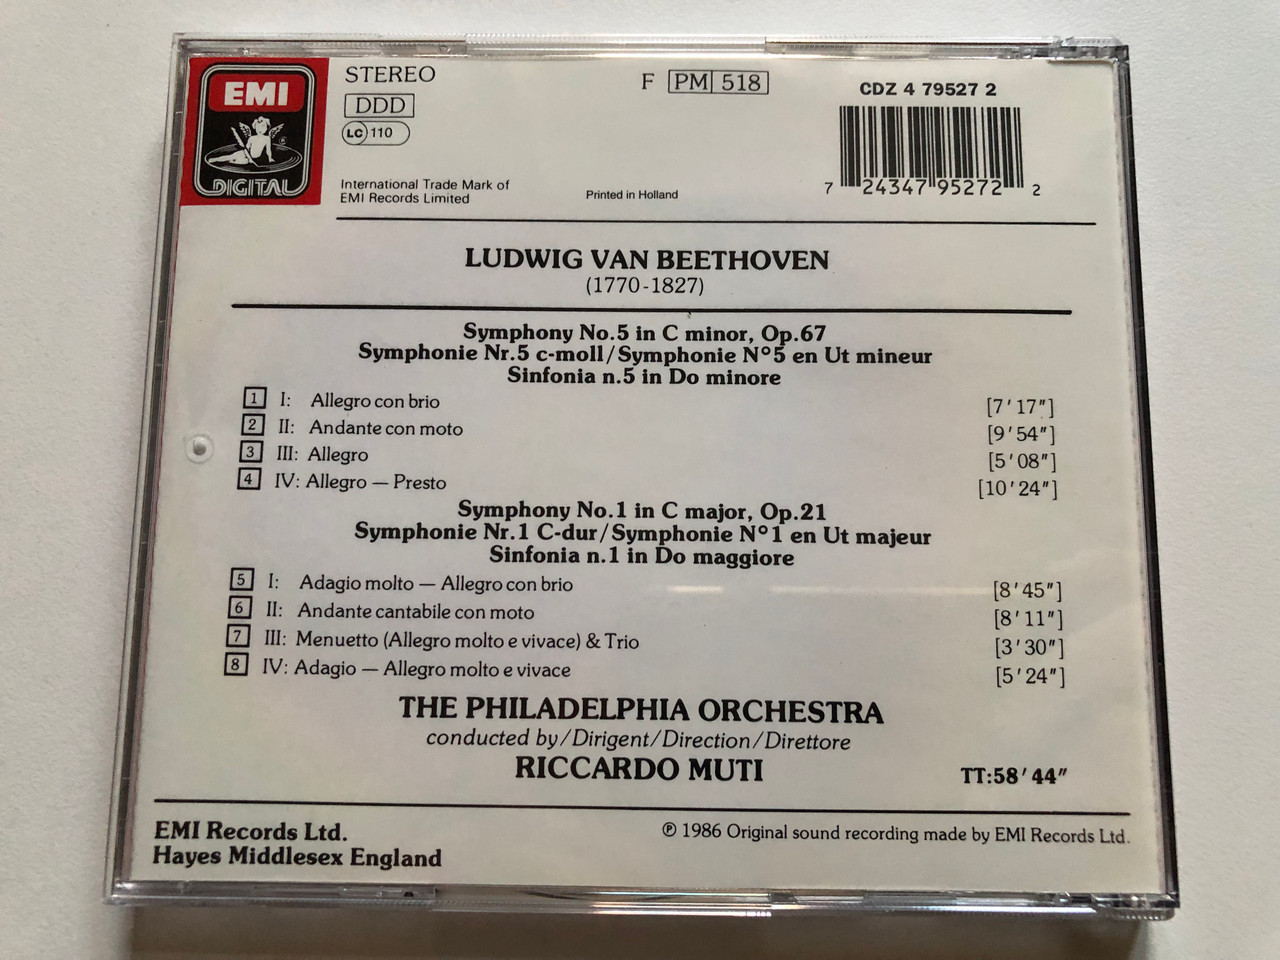 EMI
DIGITAL
STEREO
DDD
LC 110
International Trade Mark of
EMI Records Limited
Printed in Holland
F PM 518
CDZ 4 79527 2
7 24347 95272 2
LUDWIG VAN BEETHOVEN
(1770-1827)
Symphony No.5 in C minor, Op.67
Symphonie Nr.5 c-moll/Symphonie N°5 en Ut mineur
Sinfonia n.5 in Do minore
1 I: Allegro con brio [7'17"]
2 II: Andante con moto [9'54"]
3 III: Allegro [5'08"]
4 IV: Allegro — Presto [10'24"]
Symphony No.1 in C major, Op.21
Symphonie Nr.1 C-dur/Symphonie N°1 en Ut majeur
Sinfonia n.1 in Do maggiore
5 I: Adagio molto — Allegro con brio [8'45"]
6 II: Andante cantabile con moto [8'11"]
7 III: Menuetto (Allegro molto e vivace) & Trio [3'30"]
8 IV: Adagio — Allegro molto e vivace [5'24"]
THE PHILADELPHIA ORCHESTRA
conducted by/Dirigent/Direction/Direttore
RICCARDO MUTI
TT:58'44"
EMI Records Ltd.
Hayes Middlesex England
℗ 1986 Original sound recording made by EMI Records Ltd.